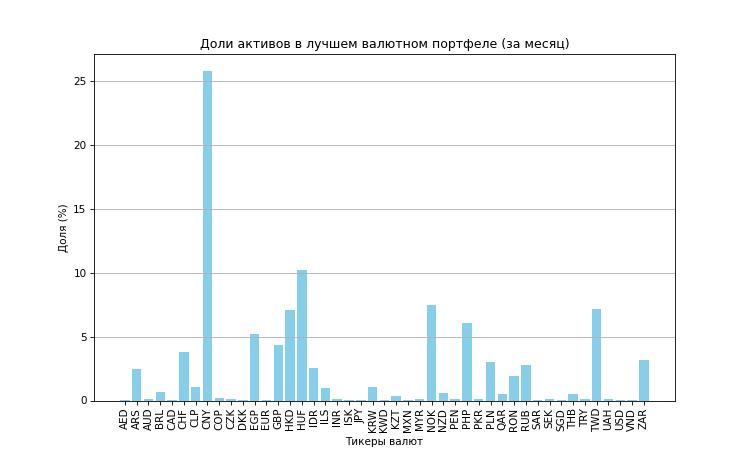 Доли активов в лучшем валютном портфеле (за месяц)
Доля (%)
25
20
15
10
5
0
AED ARS AUD BRL CAD CHF CLP CNY COP CZK DKK EGP EUR GBP HKD HUF IDR ILS INR ISK JPY KRW KWD KZT MXN MYR NOK NZD PEN PHP PKR PLN QAR RON RUB SAR SEK SGD THB TRY TWD UAH USD VND ZAR
Тикеры валют